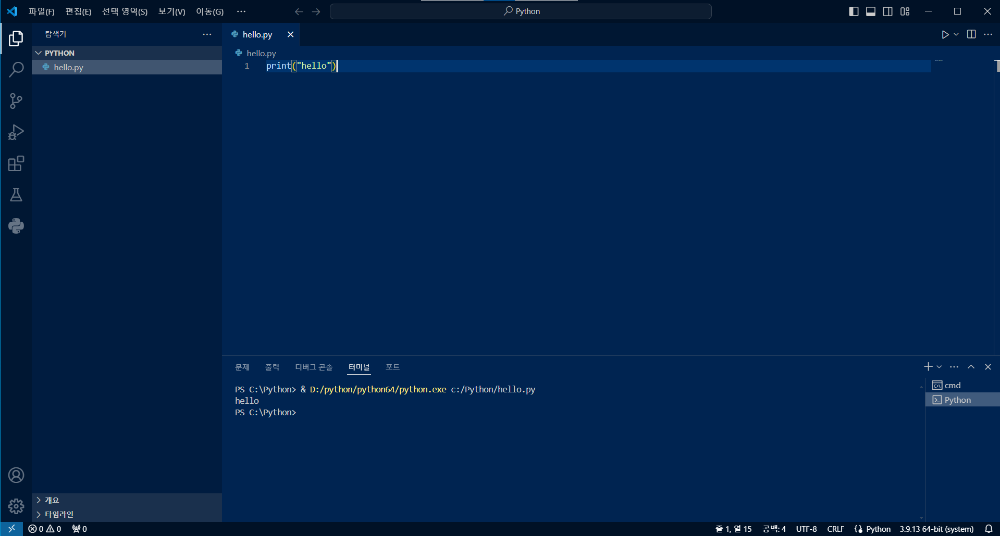 파일(F) 편집(E) 선택 영역(S) 보기(V) 이동(G) ··· Python
탐색기 ···
hello.py
PYTHON
hello.py
hello.py
1 print("hello")
문제 출력 디버그 콘솔 터미널 포트
PS C:\Python> & D:/python/python64/python.exe c:/Python/hello.py
hello
PS C:\Python>
cmd
Python
개요
타임라인
0 0 0 줄 1, 열 15 공백: 4 UTF-8 CRLF Python 3.9.13 64-bit (system)